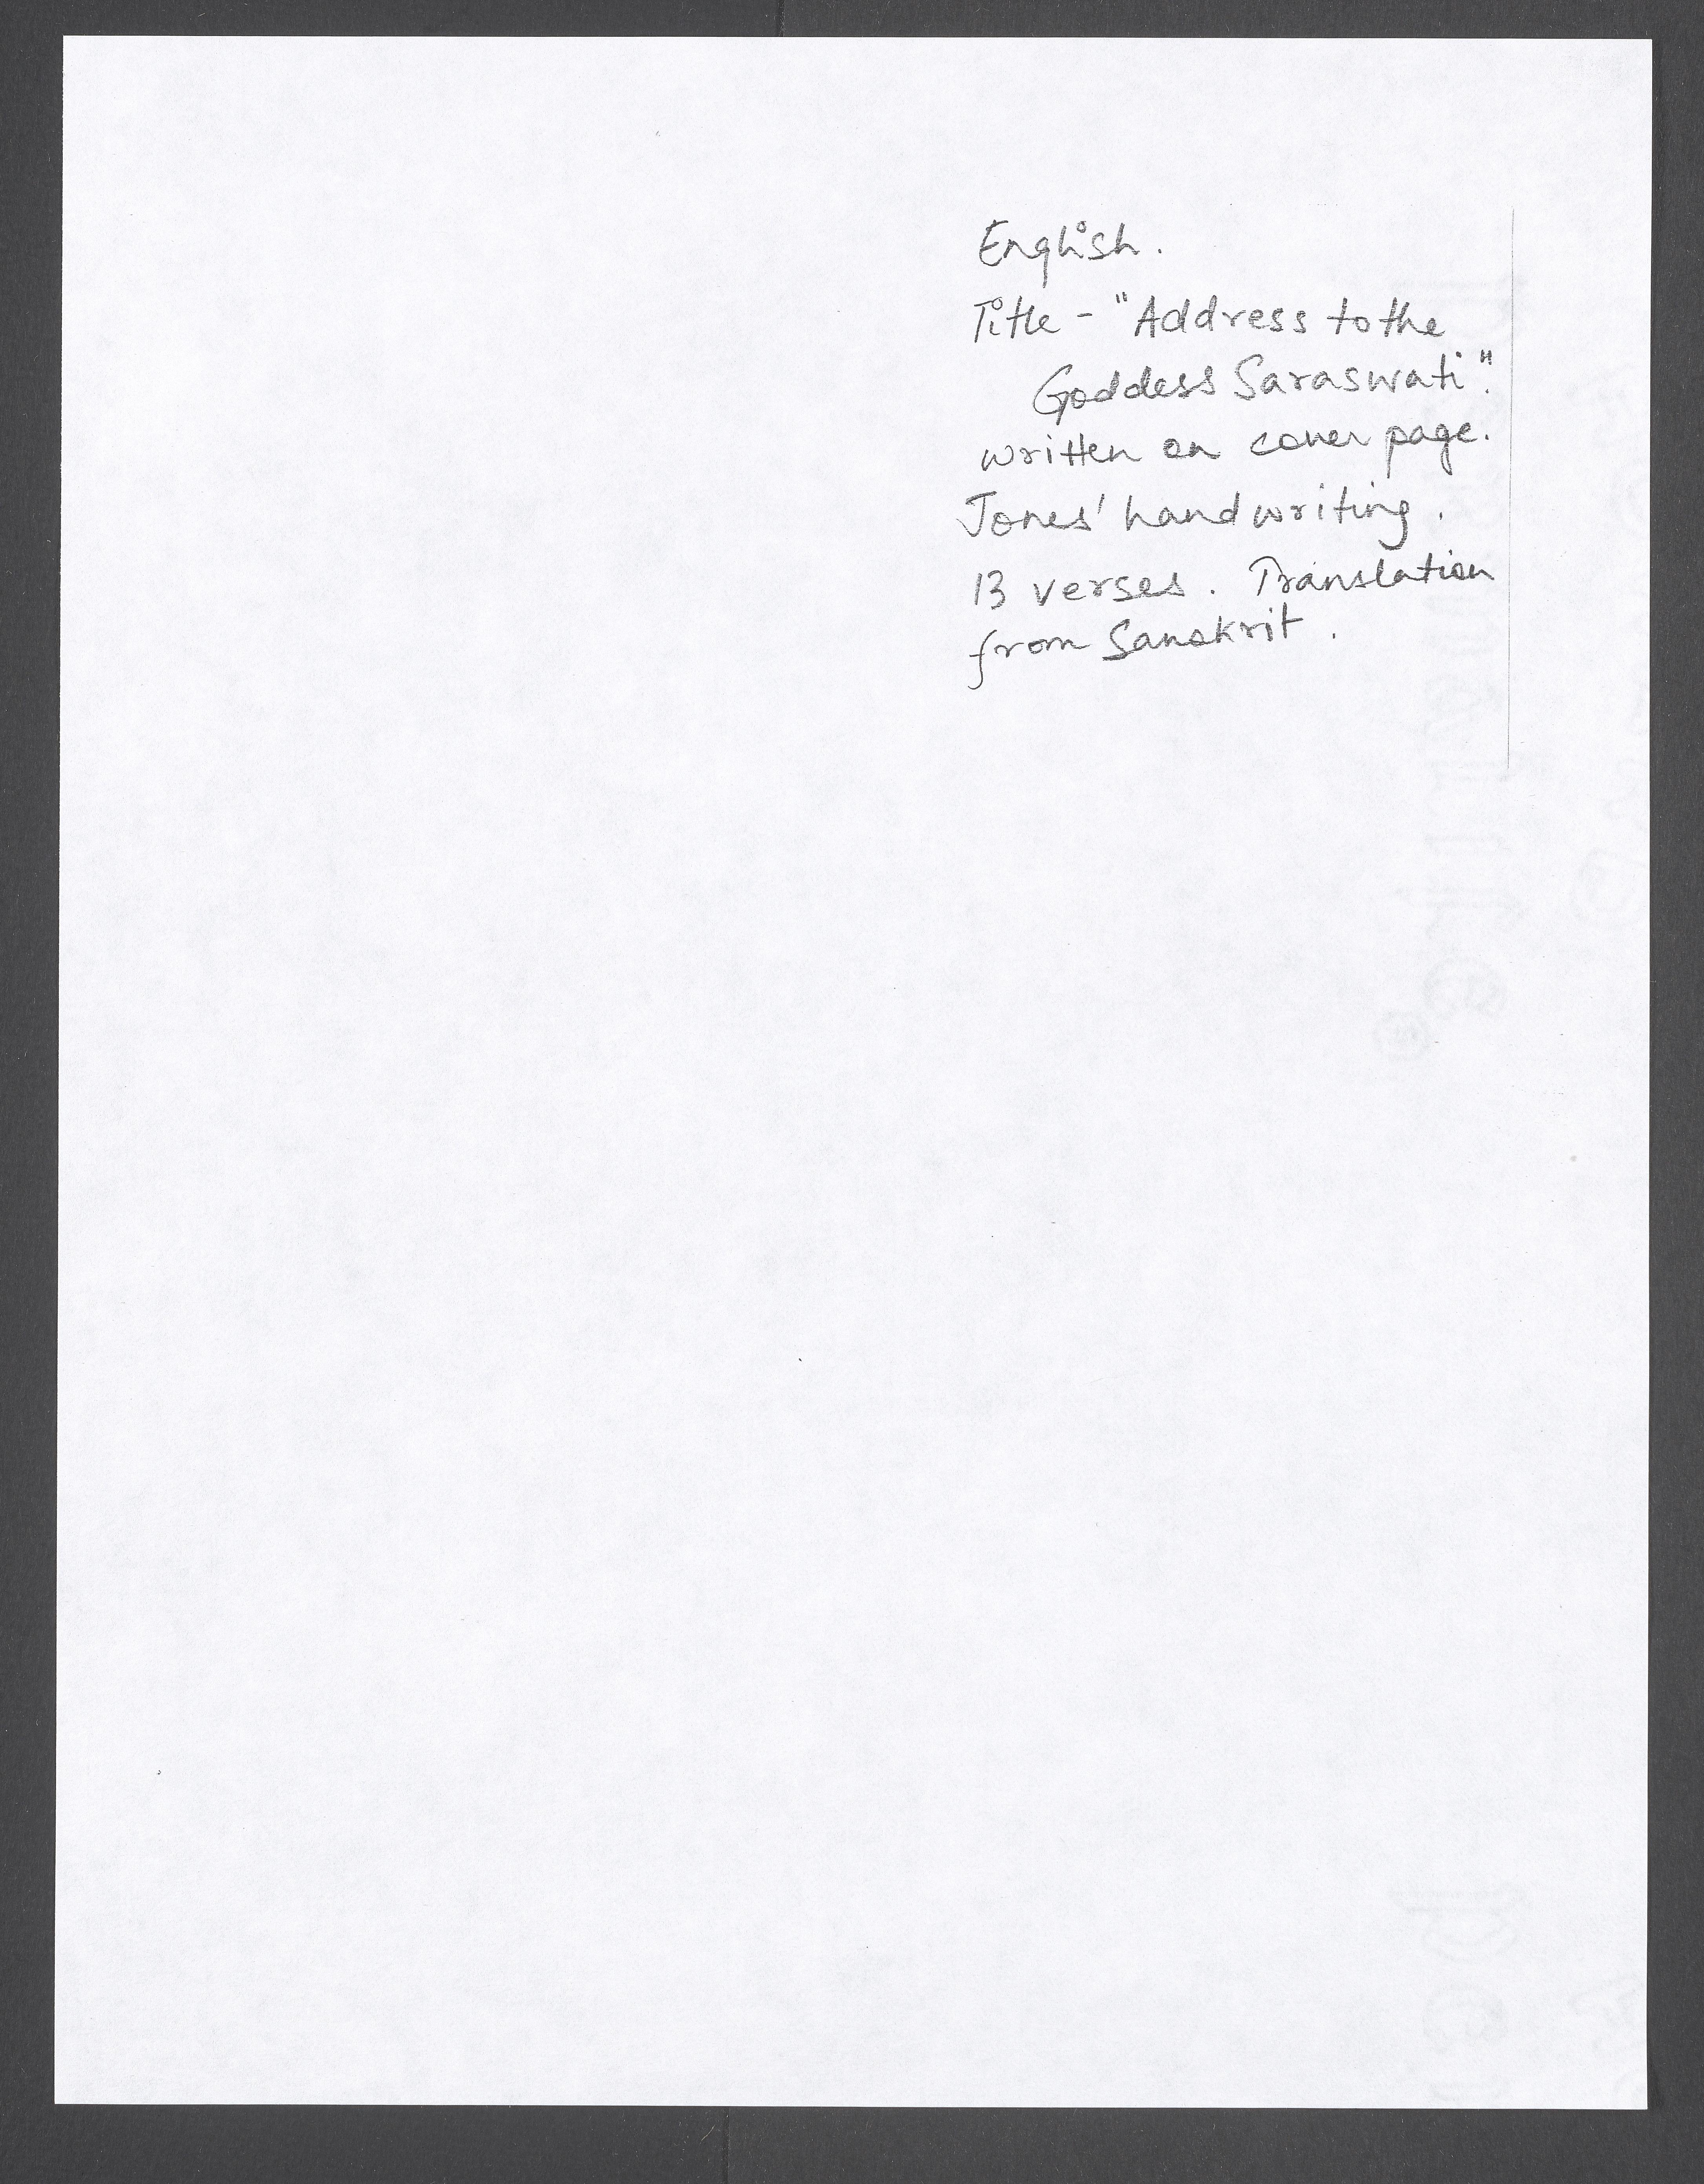 English.
Title - "Address to the
Goddess Saraswati".
written on cover page.
Jones' handwriting.
13 verses. Translation
from Sanskrit.